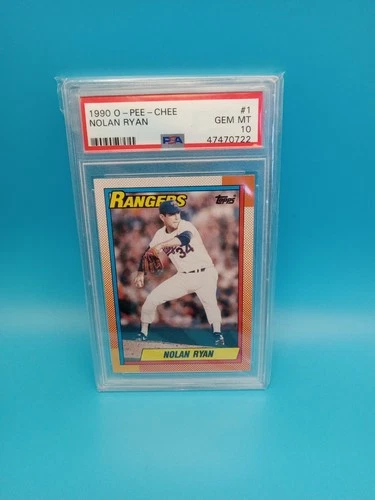 1990 O-PEE-CHEE #1
NOLAN RYAN GEM MT
10
PSA 47470722
RANGERS Topps
34
NOLAN RYAN